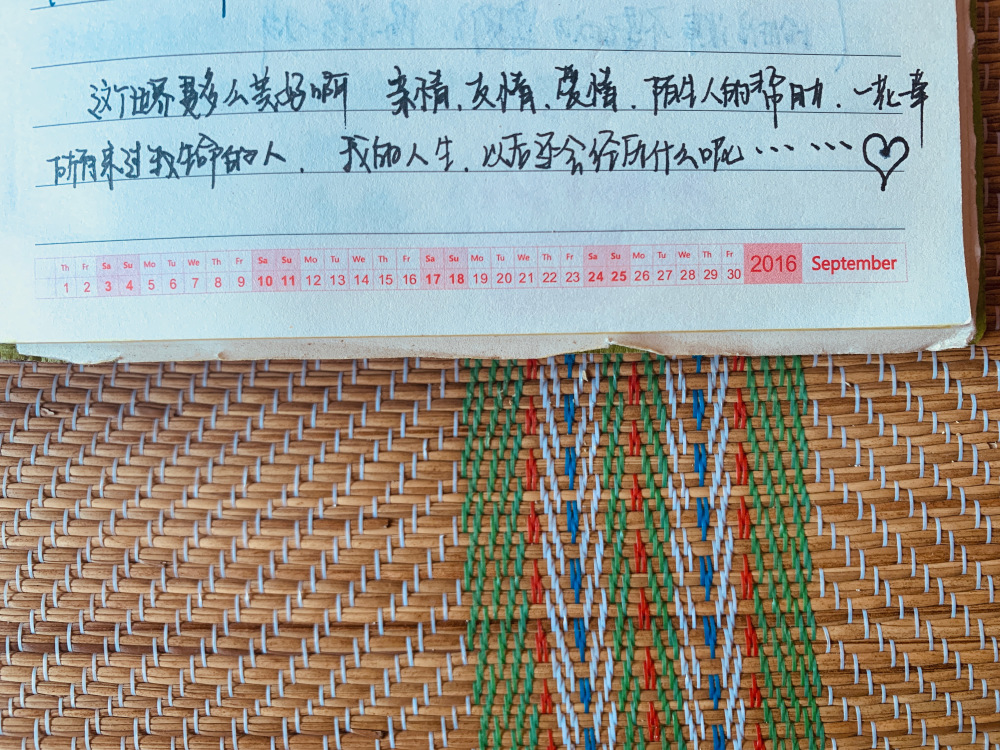 这个世界是多么美好啊 亲情、友情、爱情、陌生人的帮助、一花一草
所有来过我生命的人、 我的人生、以后还会经历什么呢…… ……♡
Th Fr Sa Su Mo Tu We Th Fr Sa Su Mo Tu We Th Fr Sa Su Mo Tu We Th Fr Sa Su Mo Tu We Th Fr
1 2 3 4 5 6 7 8 9 10 11 12 13 14 15 16 17 18 19 20 21 22 23 24 25 26 27 28 29 30 2016 September